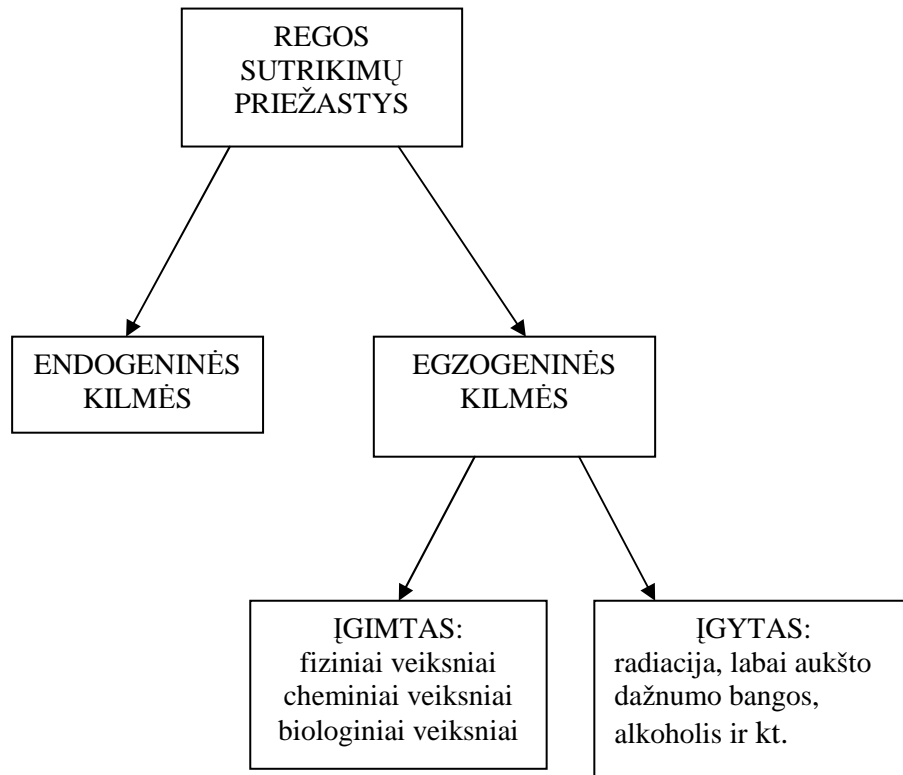 REGOS
SUTRIKIMŲ
PRIEŽASTYS
ENDOGENINĖS
KILMĖS
EGZOGENINĖS
KILMĖS
ĮGIMTAS:
fiziniai veiksniai
cheminiai veiksniai
biologiniai veiksniai
ĮGYTAS:
radiacija, labai aukšto
dažnumo bangos,
alkoholis ir kt.